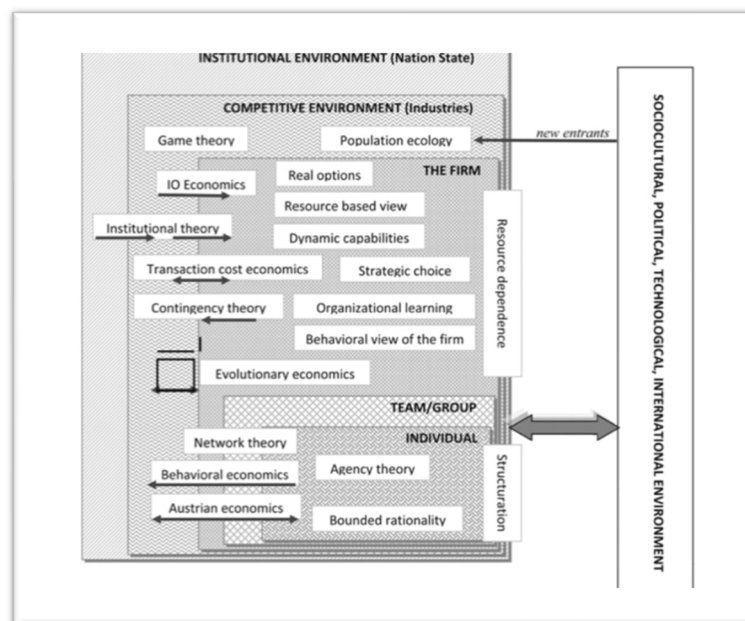 INSTITUTIONAL ENVIRONMENT (Nation State)
COMPETITIVE ENVIRONMENT (Industries)
Game theory
Population ecology
new entrants
THE FIRM
Real options
IO Economics
Resource based view
Institutional theory
Dynamic capabilities
Transaction cost economics
Strategic choice
Contingency theory
Organizational learning
Behavioral view of the firm
Evolutionary economics
Resource dependence
TEAM/GROUP
INDIVIDUAL
Network theory
Agency theory
Behavioral economics
Austrian economics
Bounded rationality
Structuration
SOCIOCULTURAL, POLITICAL, TECHNOLOGICAL, INTERNATIONAL ENVIRONMENT